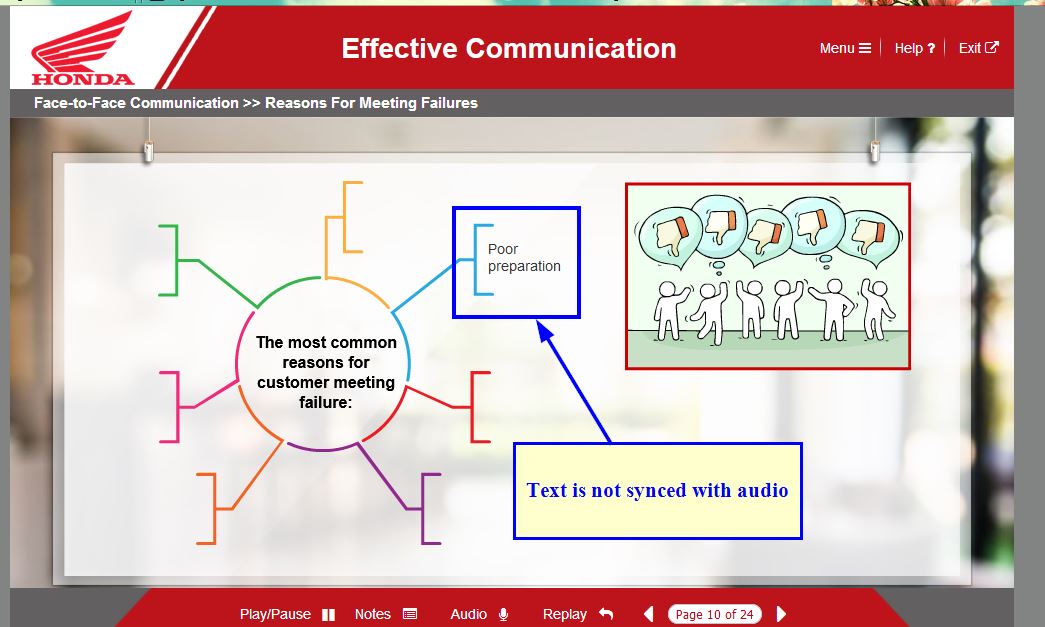 HONDA
Effective Communication
Menu
Help ?
Exit
Face-to-Face Communication >> Reasons For Meeting Failures
Poor
preparation
The most common
reasons for
customer meeting
failure:
Text is not synced with audio
Play/Pause
Notes
Audio
Replay
Page 10 of 24